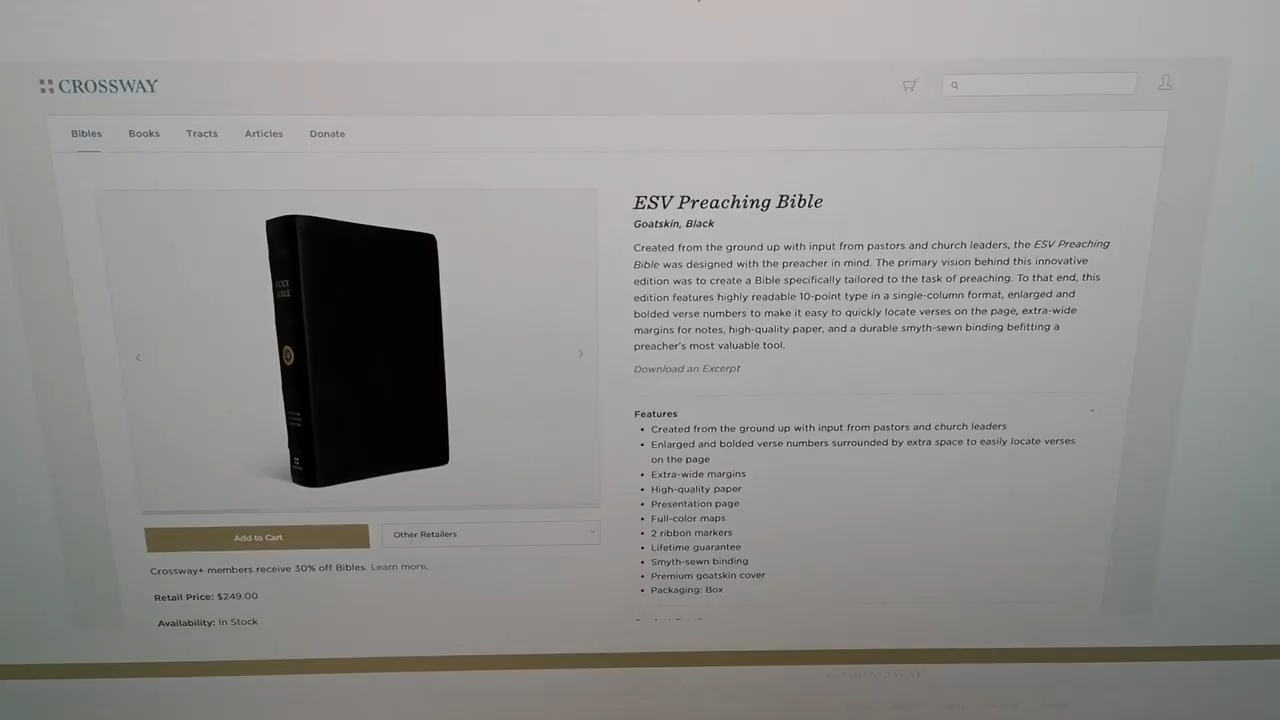 CROSSWAY
Bibles Books Tracts Articles Donate
HOLY
BIBLE
ESV Preaching Bible
Goatskin, Black
Created from the ground up with input from pastors and church leaders, the ESV Preaching
Bible was designed with the preacher in mind. The primary vision behind this innovative
edition was to create a Bible specifically tailored to the task of preaching. To that end, this
edition features highly readable 10-point type in a single-column format, enlarged and
bolded verse numbers to make it easy to quickly locate verses on the page, extra-wide
margins for notes, high-quality paper, and a durable smyth-sewn binding befitting a
preacher's most valuable tool.
Download an Excerpt
Features
• Created from the ground up with input from pastors and church leaders
• Enlarged and bolded verse numbers surrounded by extra space to easily locate verses
on the page
• Extra-wide margins
• High-quality paper
• Presentation page
• Full-color maps
• 2 ribbon markers
• Lifetime guarantee
• Smyth-sewn binding
• Premium goatskin cover
• Packaging: Box
Add to Cart
Other Retailers
Crossway+ members receive 30% off Bibles. Learn more.
Retail Price: $249.00
Availability: In Stock